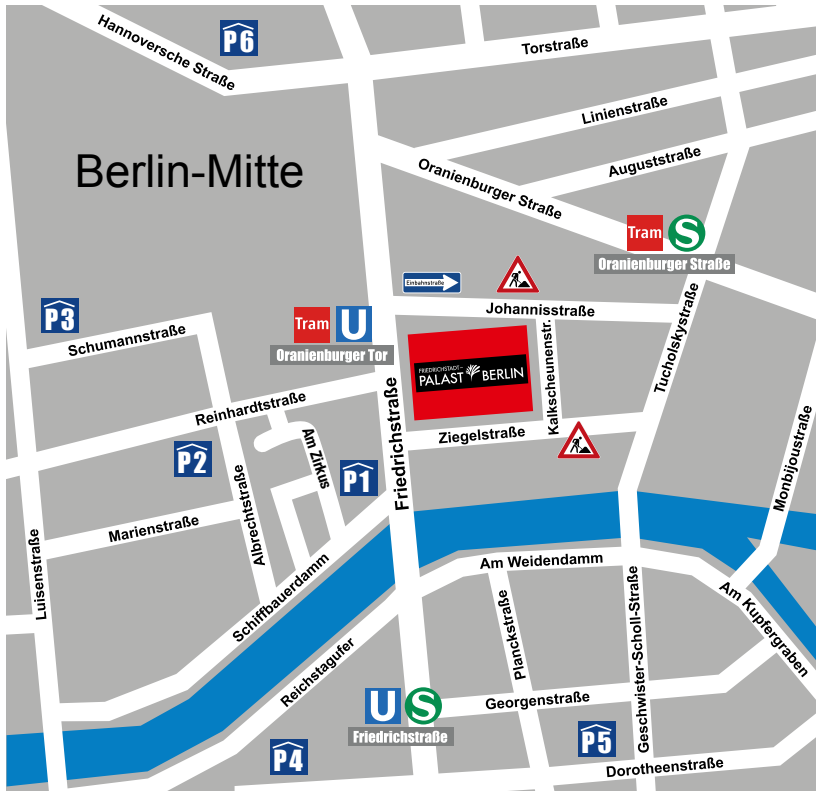 Hannoversche Straße
P6
Torstraße
Linienstraße
Berlin-Mitte
Auguststraße
Oranienburger Straße
Tram S
Oranienburger Straße
Einbahnstraße
P3
Johannisstraße
Tram U
Oranienburger Tor
Schumannstraße
Tucholskystraße
Kalkscheunenstr.
FRIEDRICHSTADT–
PALAST BERLIN
Reinhardtstraße
Friedrichstraße
Ziegelstraße
Am Zirkus
P2
P1
Monbijoustraße
Albrechtstraße
Marienstraße
Luisenstraße
Schiffbauerdamm
Am Weidendamm
Planckstraße
Geschwister-Scholl-Straße
Am Kupfergraben
Reichstagufer
U S
Friedrichstraße
Georgenstraße
P4
P5
Dorotheenstraße